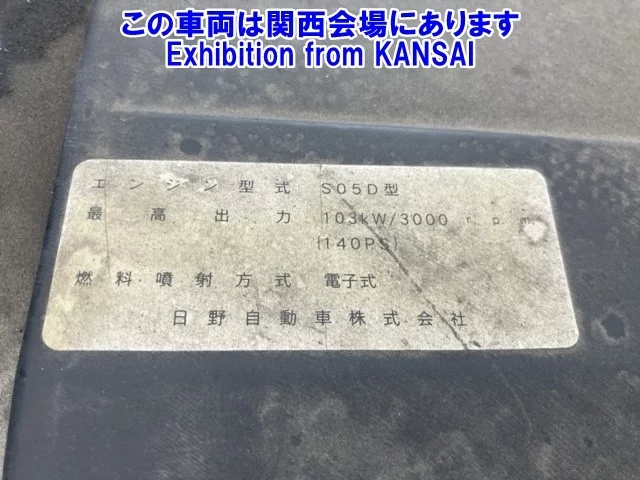 この車両は関西会場にあります
Exhibition from KANSAI
エンジン型式 S05D型
最高出力 103kW/3000 r.p.m
(140PS)
燃料噴射方式 電子式
日野自動車株式会社